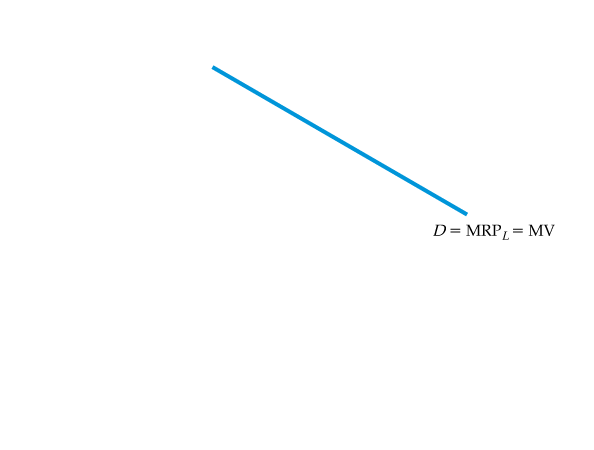 D = MRP_L = MV